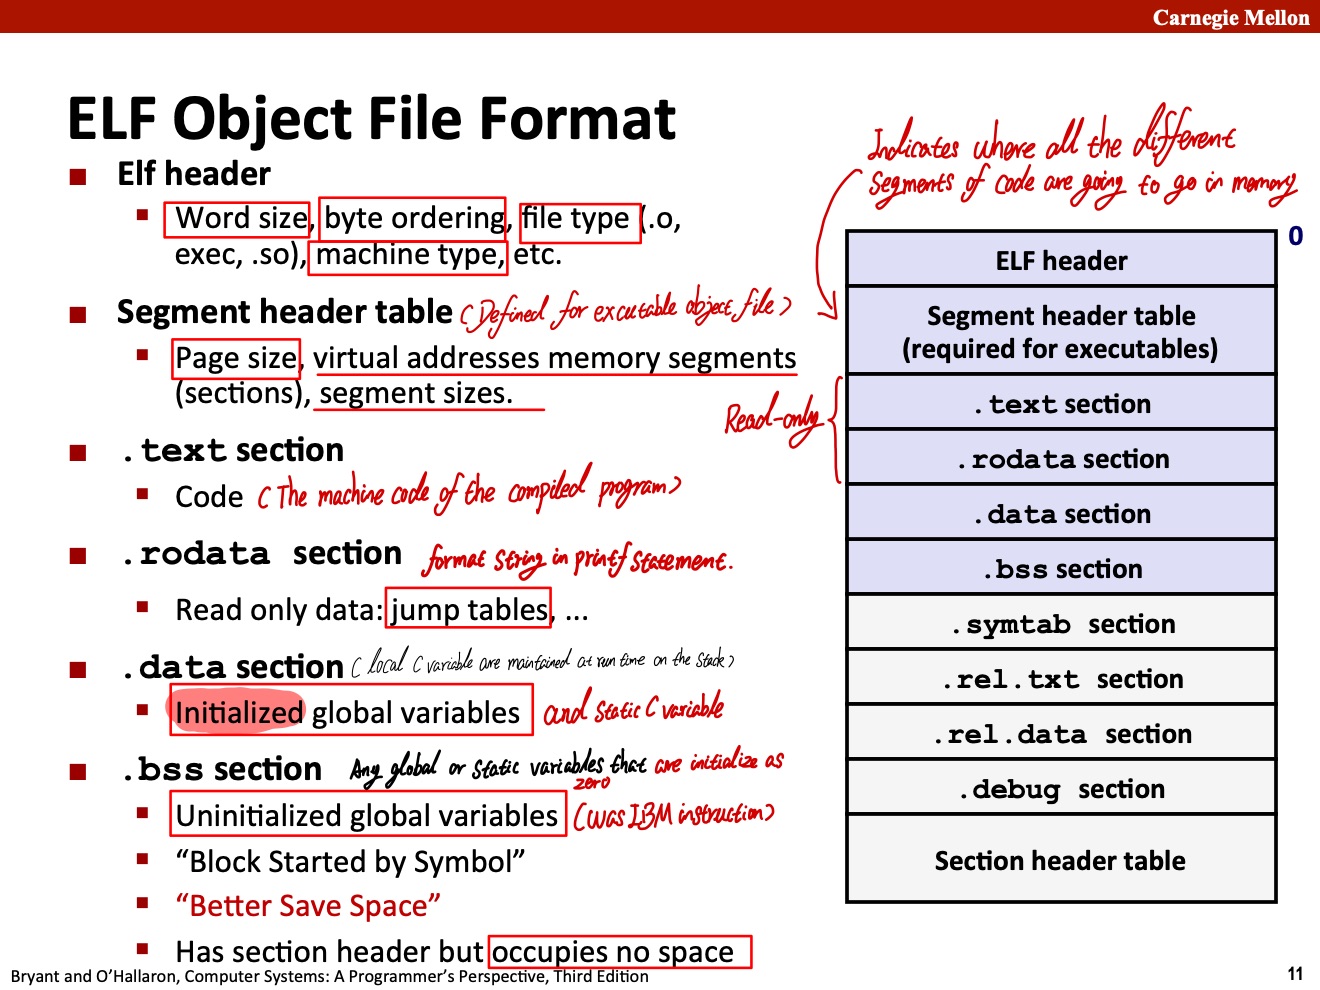 Carnegie Mellon
ELF Object File Format
Elf header
Word size, byte ordering, file type (.o,
exec, .so), machine type, etc.
Segment header table (Defined for excutable object file)
Page size, virtual addresses memory segments
(sections), segment sizes.
.text section
Code (The machine code of the compiled program)
.rodata section format string in printf statement.
Read only data: jump tables, ...
.data section (local C variable are maintained at run time on the stack)
Initialized global variables and static C variable
.bss section Any global or static variables that are initialize as
zero
Uninitialized global variables (was IBM instruction)
“Block Started by Symbol”
“Better Save Space”
Has section header but occupies no space
Indicates where all the different
segments of code are going to go in memory
0
ELF header
Segment header table
(required for executables)
Read-only
.text section
.rodata section
.data section
.bss section
.symtab section
.rel.txt section
.rel.data section
.debug section
Section header table
Bryant and O’Hallaron, Computer Systems: A Programmer’s Perspective, Third Edition
11